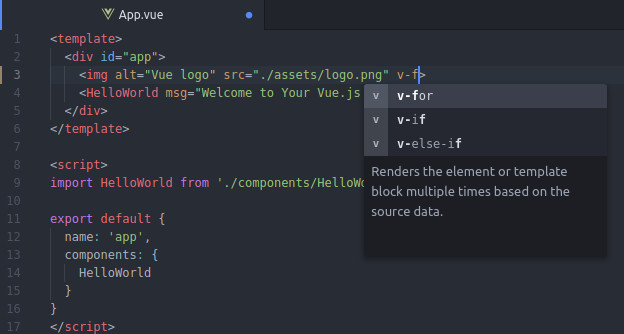 App.vue
1 <template>
2 <div id="app">
3 <img alt="Vue logo" src="./assets/logo.png" v-f>
4 <HelloWorld msg="Welcome to Your Vue.js
5 </div>
6 </template>
7
8 <script>
9 import HelloWorld from './components/HelloWo
10
11 export default {
12 name: 'app',
13 components: {
14 HelloWorld
15 }
16 }
17 </script>
v v-for
v v-if
v v-else-if
Renders the element or template
block multiple times based on the
source data.